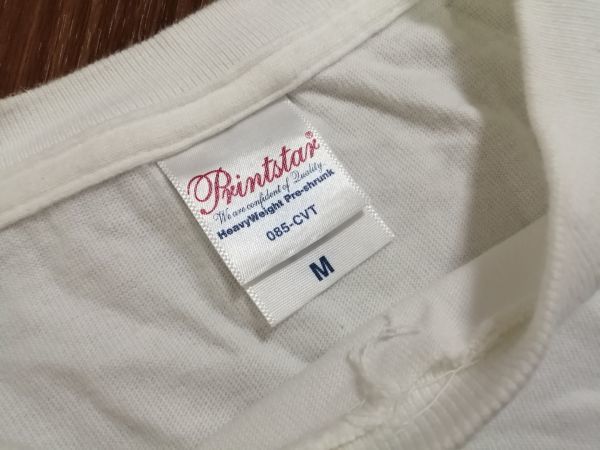 Printstar®
We are confident of Quality
HeavyWeight Pre-shrunk
085-CVT
M